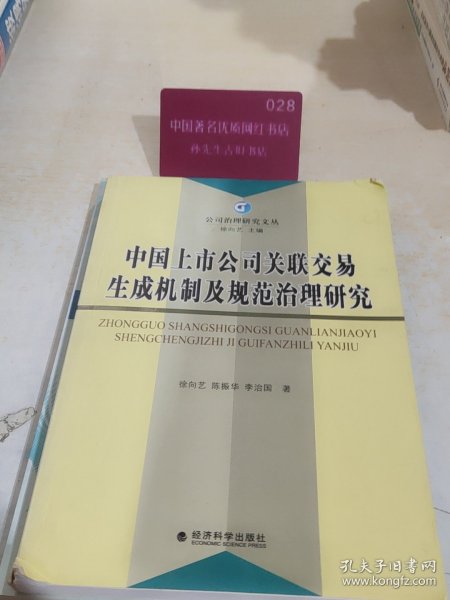 028
中国著名优质网红书店
孙先生古旧书店
公司治理研究文丛
徐向艺 主编
中国上市公司关联交易
生成机制及规范治理研究
ZHONGGUO SHANGSHIGONGSI GUANLIANJIAOYI
SHENGCHENGJIZHI JI GUIFANZHILI YANJIU
徐向艺 陈振华 李治国 著
经济科学出版社
ECONOMIC SCIENCE PRESS
孔夫子旧书网
www.kongfz.com